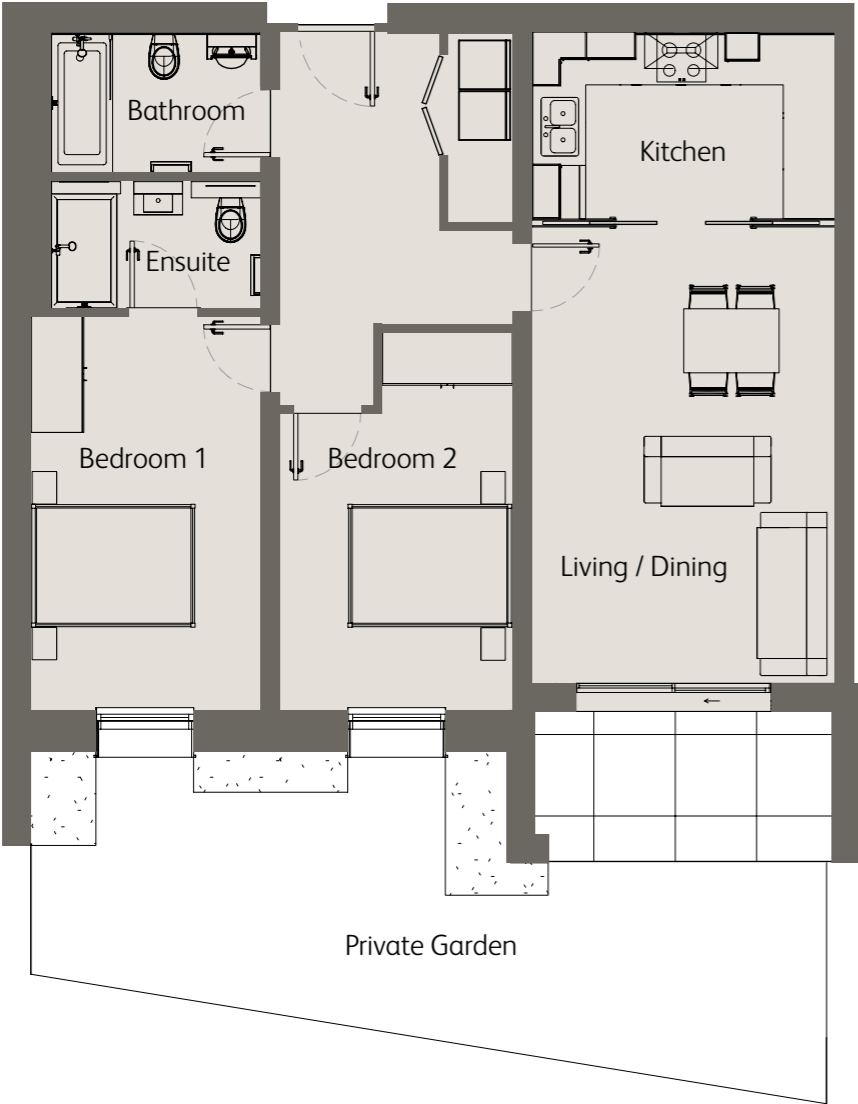 Bathroom
Kitchen
Ensuite
Bedroom 1
Bedroom 2
Living / Dining
Private Garden